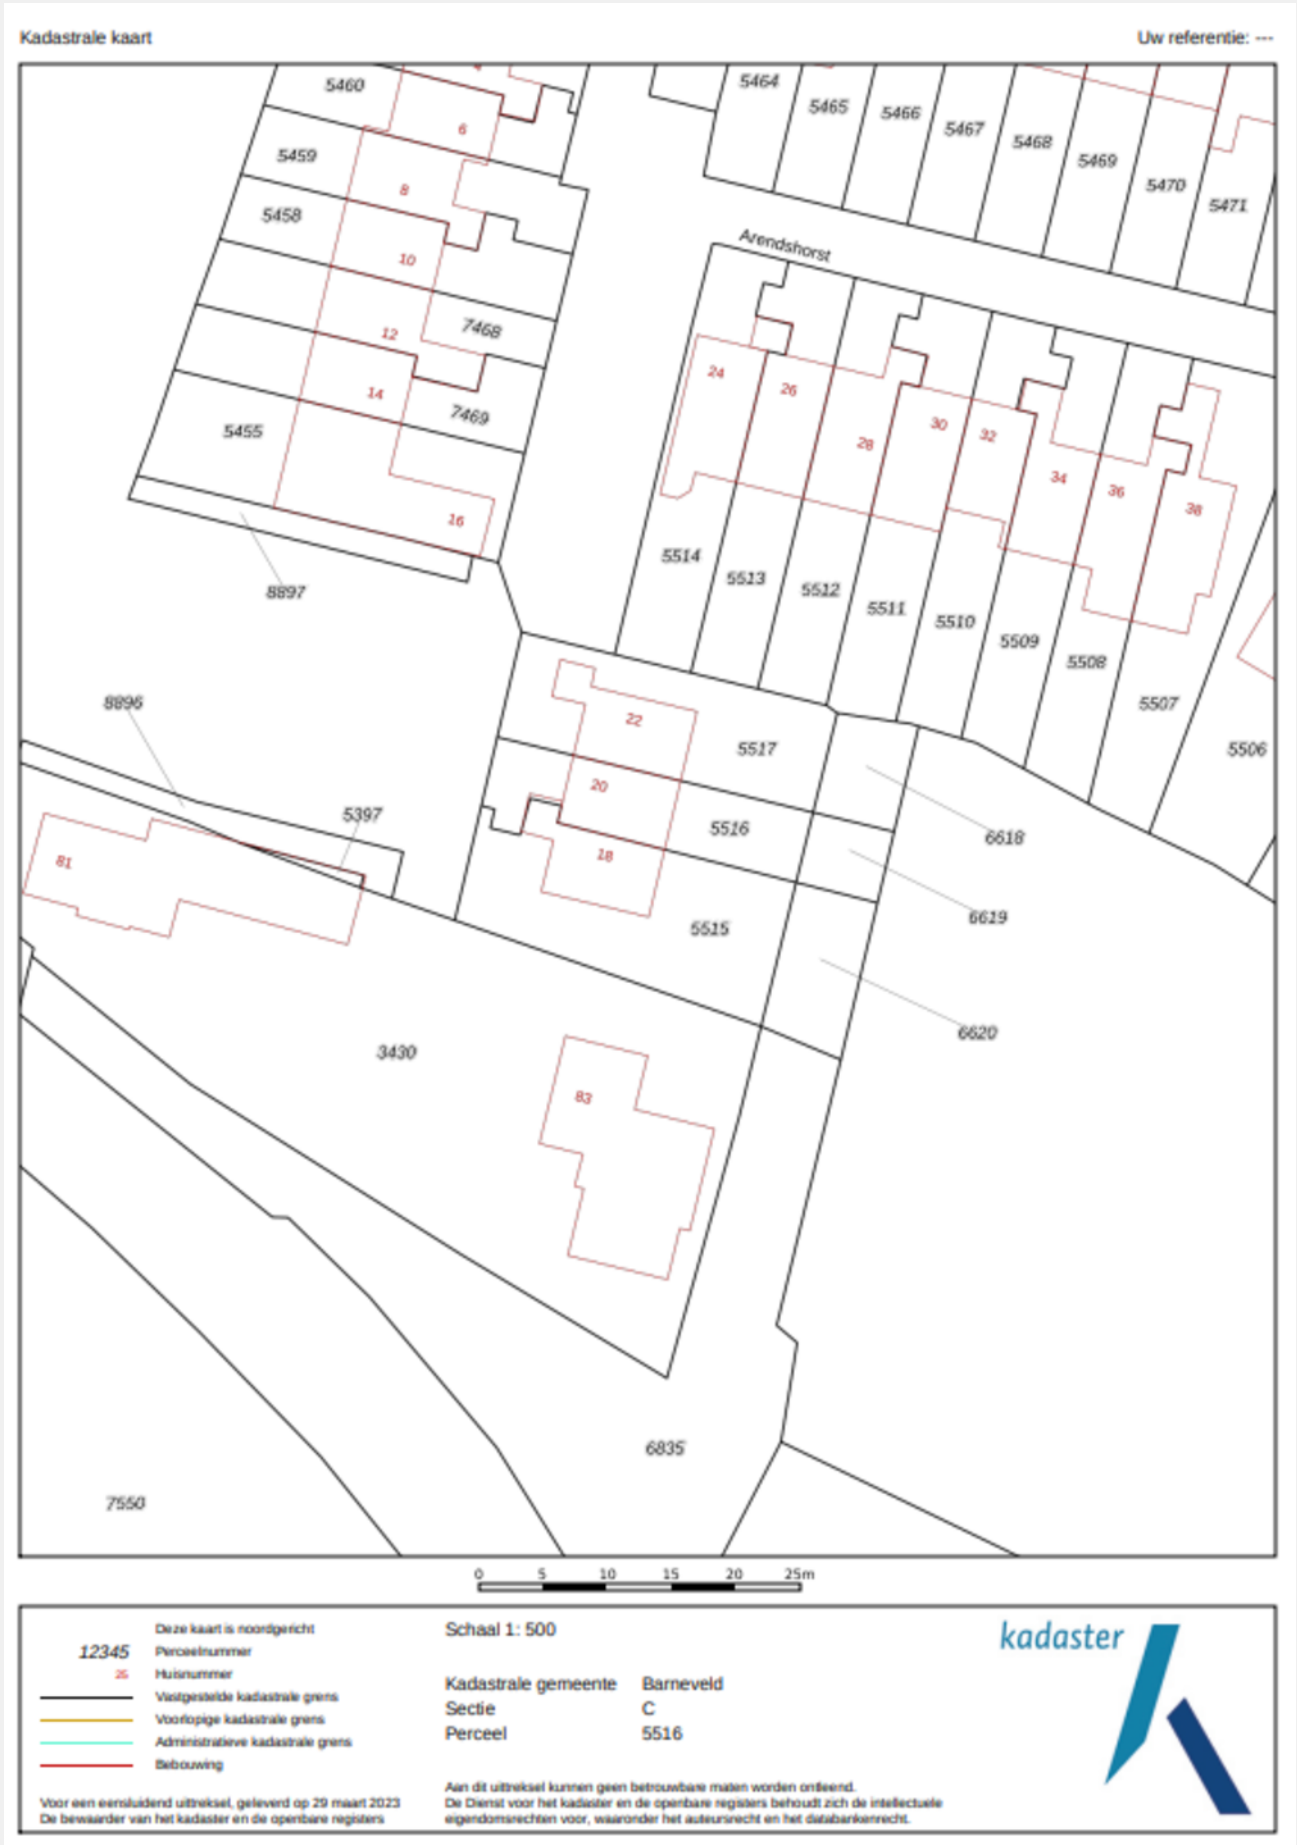 Kadastrale kaart
Uw referentie: ---
5460
5464
5465
5466
5467
5468
5469
5470
5471
4
6
5459
8
5458
10
Arendshorst
7468
12
14
7469
5455
16
24
26
28
30
32
34
36
38
5514
5513
5512
5511
5510
5509
5508
5507
5506
8897
8896
22
5517
20
5516
18
5515
6618
6619
6620
5397
81
3430
83
6835
7550
0 5 10 15 20 25m
Deze kaart is noordgericht
12345 Perceelnummer
25 Huisnummer
Vastgestelde kadastrale grens
Voorlopige kadastrale grens
Administratieve kadastrale grens
Bebouwing
Voor een eensluidend uittreksel, geleverd op 29 maart 2023
De bewaarder van het kadaster en de openbare registers
Schaal 1: 500
Kadastrale gemeente Barneveld
Sectie C
Perceel 5516
Aan dit uittreksel kunnen geen betrouwbare maten worden ontleend.
De Dienst voor het kadaster en de openbare registers behoudt zich de intellectuele
eigendomsrechten voor, waaronder het auteursrecht en het databankenrecht.
kadaster